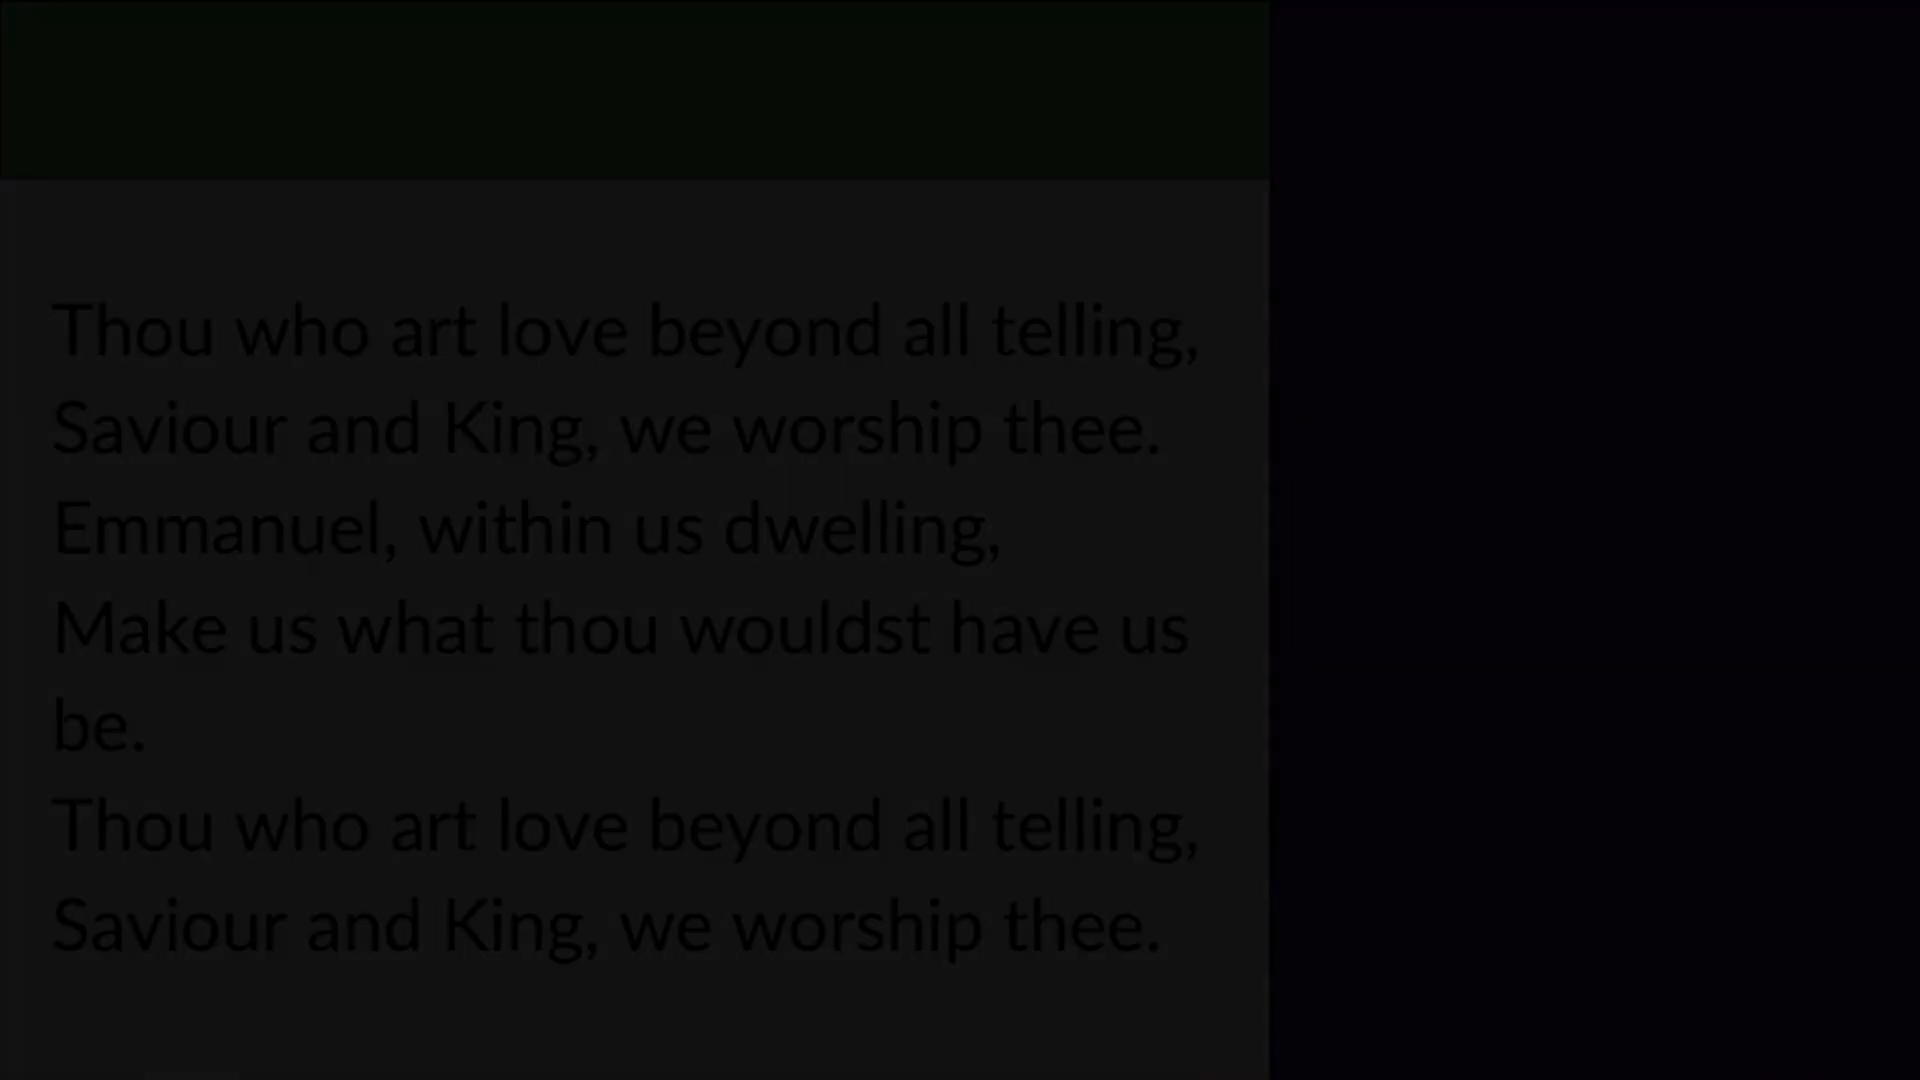 Thou who art love beyond all telling,
Saviour and King, we worship thee.
Emmanuel, within us dwelling,
Make us what thou wouldst have us
be.
Thou who art love beyond all telling,
Saviour and King, we worship thee.